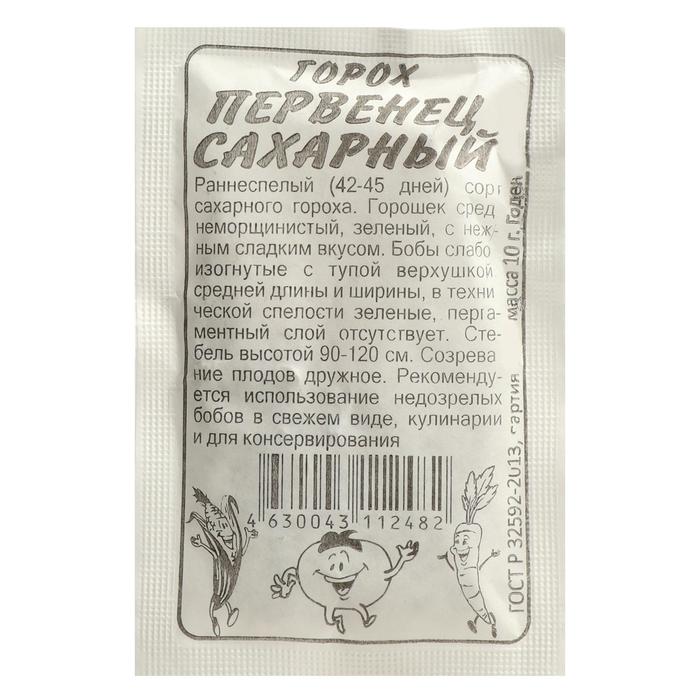 ГОРОХ
ПЕРВЕНЕЦ
САХАРНЫЙ
Раннеспелый (42-45 дней) сорт
сахарного гороха. Горошек сред
неморщинистый, зеленый, с неж-
ным сладким вкусом. Бобы слабо
изогнутые с тупой верхушкой
средней длины и ширины, в техни
ческой спелости зеленые, перга-
ментный слой отсутствует. Сте-
бель высотой 90-120 см. Созрева
ние плодов дружное. Рекоменду-
ется использование недозрелых
бобов в свежем виде, кулинарии
и для консервирования
4 630043 112482
ГОСТ Р 32592-2013, партия
масса 10 г. Годен